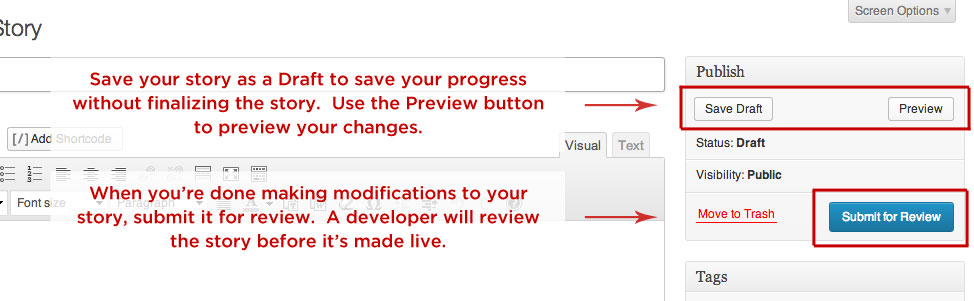 Screen Options ▼
Story
Save your story as a Draft to save your progress
without finalizing the story. Use the Preview button
to preview your changes.
Publish
Save Draft Preview
Status: Draft
Visibility: Public
Move to Trash Submit for Review
Tags
[/] Add Shortcode
Visual Text
Font size Paragraph
When you're done making modifications to your
story, submit it for review. A developer will review
the story before it's made live.